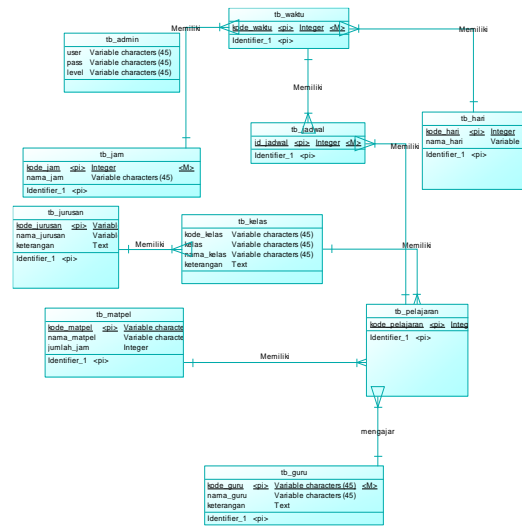 tb_waktu
kode_waktu <pi> Integer <M>
Identifier_1 <pi>
tb_admin
user Variable characters (45)
pass Variable characters (45)
level Variable characters (45)
Memiliki
Memiliki
Memiliki
tb_jadwal
id_jadwal <pi> Integer <M>
Identifier_1 <pi>
tb_hari
kode_hari <pi> Integer
nama_hari Variable
Identifier_1 <pi>
Memiliki
tb_jam
kode_jam <pi> Integer <M>
nama_jam Variable characters (45)
Identifier_1 <pi>
tb_jurusan
kode_jurusan <pi> Variabl
nama_jurusan Variabl
keterangan Text
Identifier_1 <pi>
Memiliki
tb_kelas
kode_kelas Variable characters (45)
kelas Variable characters (45)
nama_kelas Variable characters (45)
keterangan Text
Memiliki
tb_matpel
kode_matpel <pi> Variable characte
nama_matpel Variable characte
jumlah_jam Integer
Identifier_1 <pi>
Memiliki
tb_pelajaran
kode_pelajaran <pi> Integ
Identifier_1 <pi>
mengajar
tb_guru
kode_guru <pi> Variable characters (45) <M>
nama_guru Variable characters (45)
keterangan Text
Identifier_1 <pi>